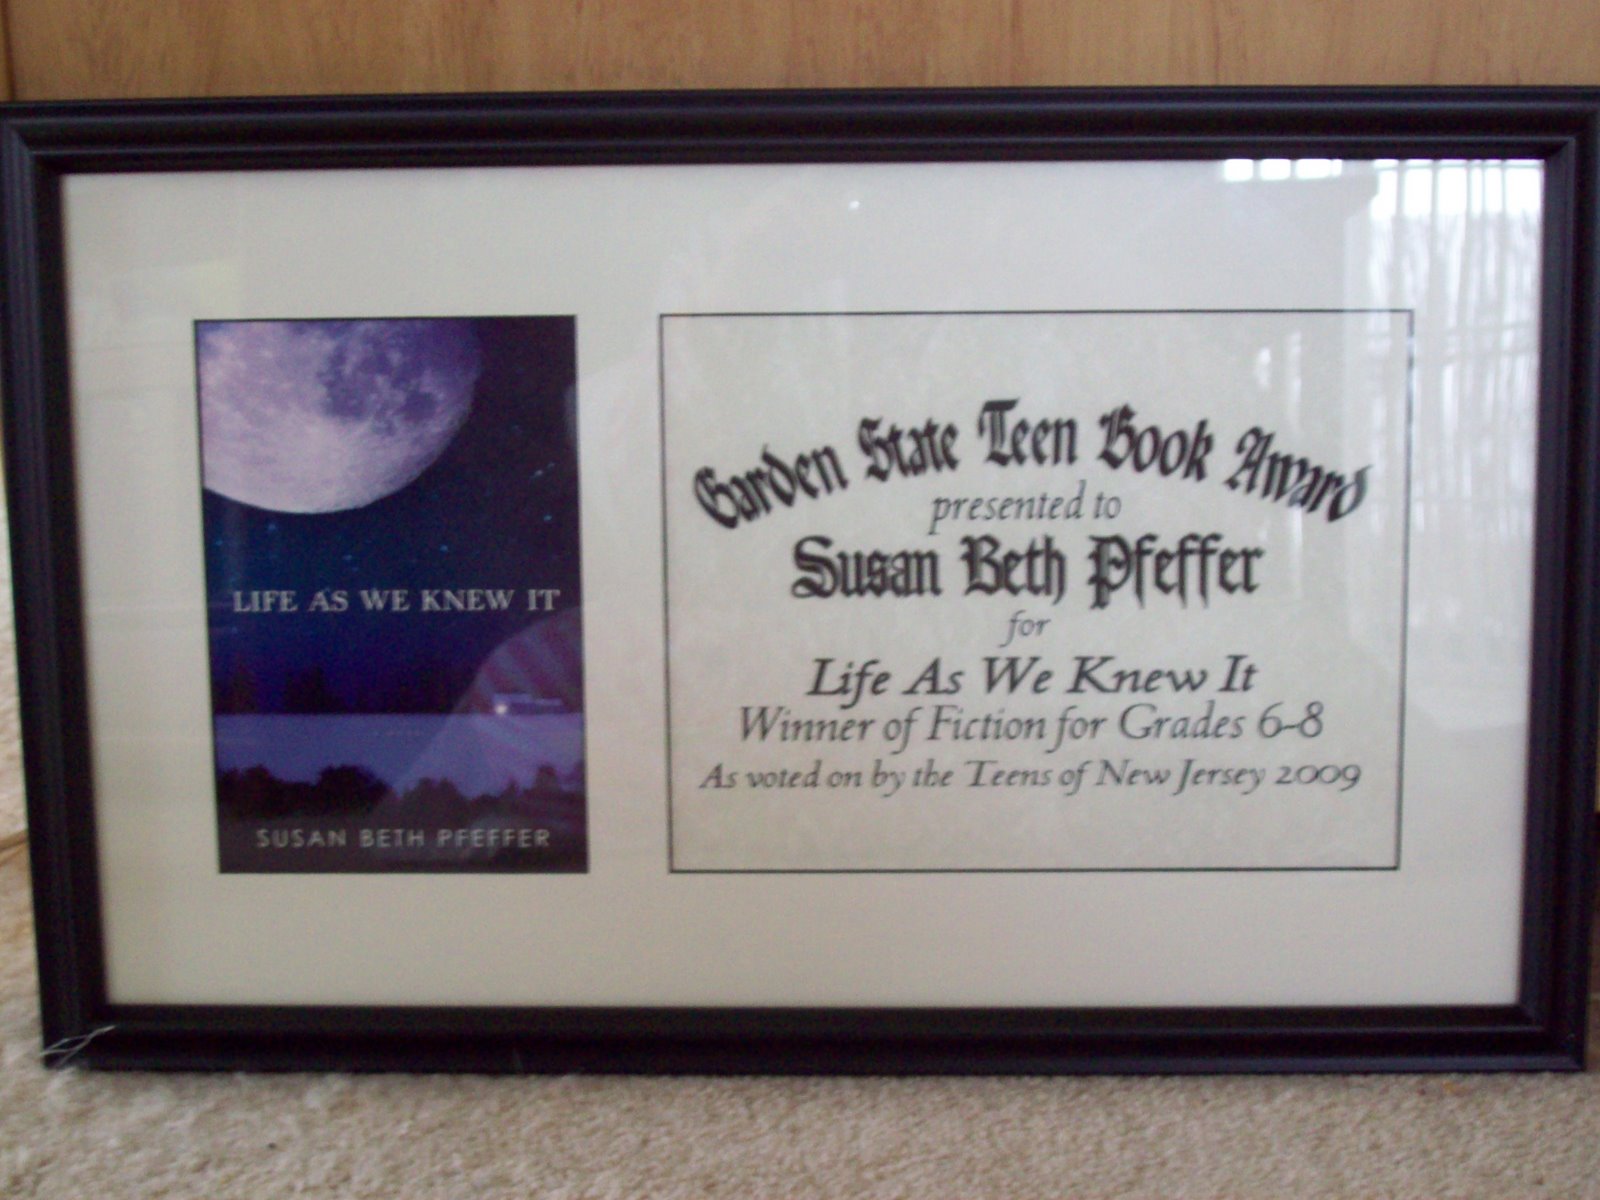 LIFE AS WE KNEW IT
SUSAN BETH PFEFFER
Garden State Teen Book Award
presented to
Susan Beth Pfeffer
for
Life As We Knew It
Winner of Fiction for Grades 6-8
As voted on by the Teens of New Jersey 2009